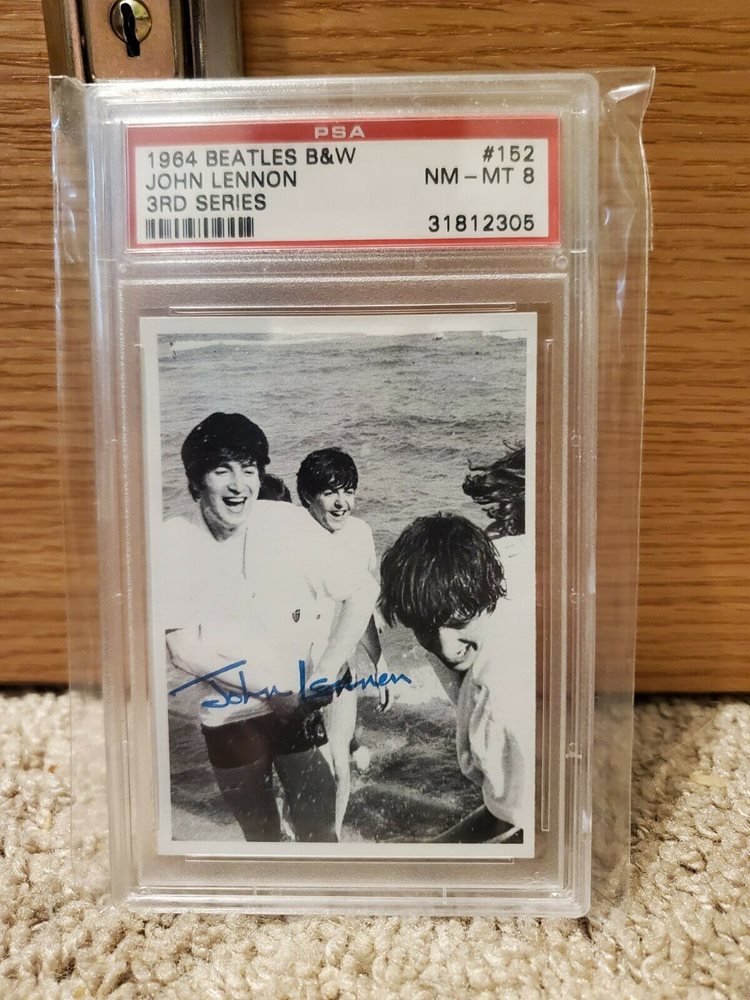 PSA
1964 BEATLES B&W #152
JOHN LENNON NM-MT 8
3RD SERIES
31812305
John Lennon